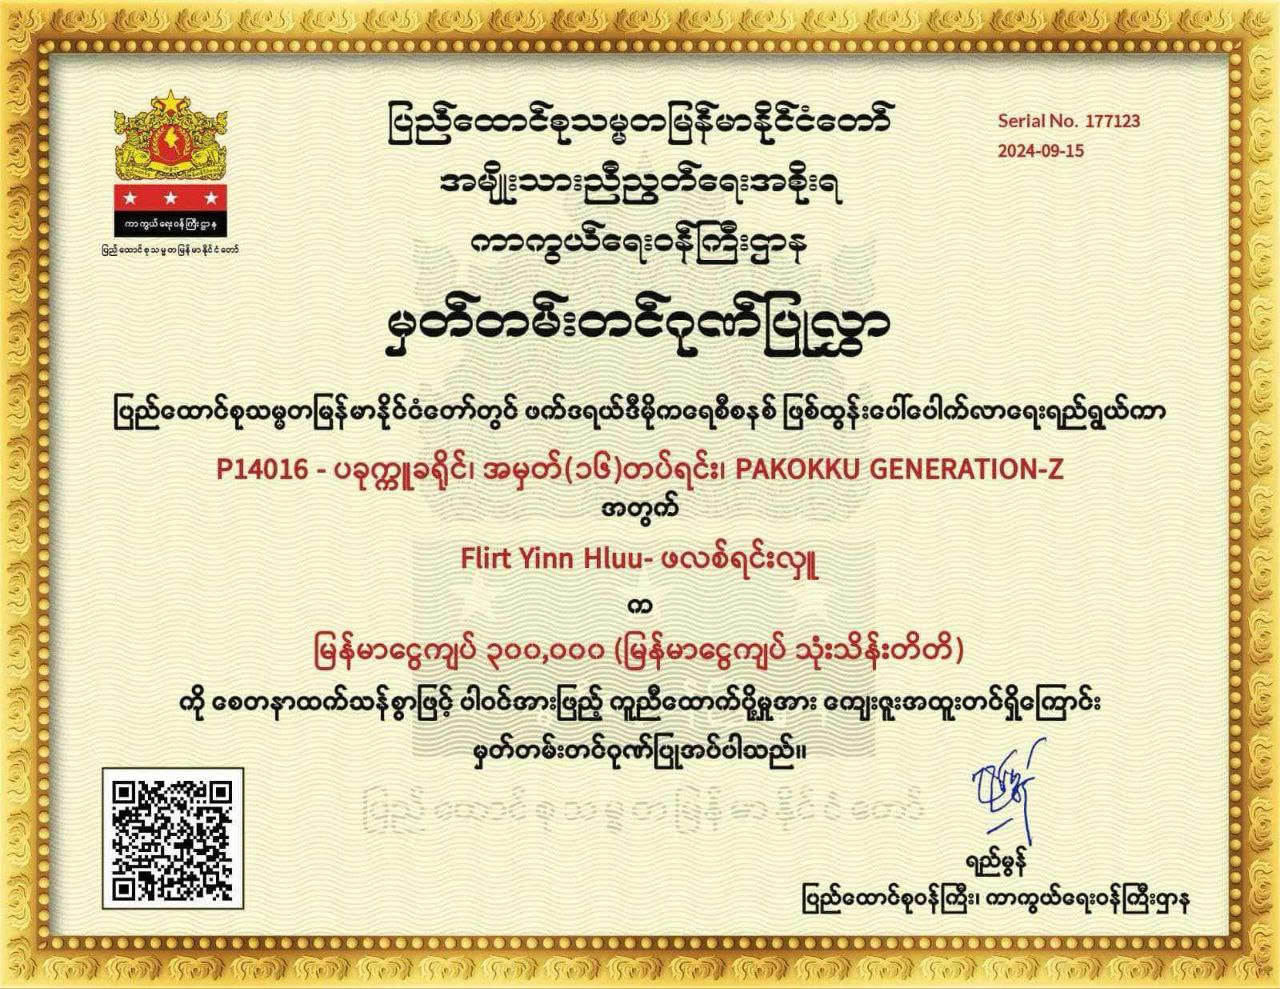 ပြည်ထောင်စုသမ္မတမြန်မာနိုင်ငံတော်
အမျိုးသားညီညွတ်ရေးအစိုးရ
ကာကွယ်ရေးဝန်ကြီးဌာန
Serial No. 177123
2024-09-15
ကာကွယ်ရေးဝန်ကြီးဌာန
ပြည်ထောင်စုသမ္မတမြန်မာနိုင်ငံတော်
မှတ်တမ်းတင်ဂုဏ်ပြုလွှာ
ပြည်ထောင်စုသမ္မတမြန်မာနိုင်ငံတော်တွင် ဖက်ဒရယ်ဒီမိုကရေစီစနစ် ဖြစ်ထွန်းပေါ်ပေါက်လာရေးရည်ရွယ်ကာ
P14016 - ပခုက္ကူခရိုင်၊ အမှတ်(၁၆)တပ်ရင်း၊ PAKOKKU GENERATION-Z
အတွက်
Flirt Yinn Hluu- ဖလစ်ရင်းလှူ
က
မြန်မာငွေကျပ် ၃၀၀,၀၀၀ (မြန်မာငွေကျပ် သုံးသိန်းတိတိ)
ကို စေတနာထက်သန်စွာဖြင့် ပါဝင်အားဖြည့် ကူညီထောက်ပို့မှုအား ကျေးဇူးအထူးတင်ရှိကြောင်း
မှတ်တမ်းတင်ဂုဏ်ပြုအပ်ပါသည်။
ပြည်ထောင်စုသမ္မတမြန်မာနိုင်ငံတော်
ရည်မွန်
ပြည်ထောင်စုဝန်ကြီး၊ ကာကွယ်ရေးဝန်ကြီးဌာန